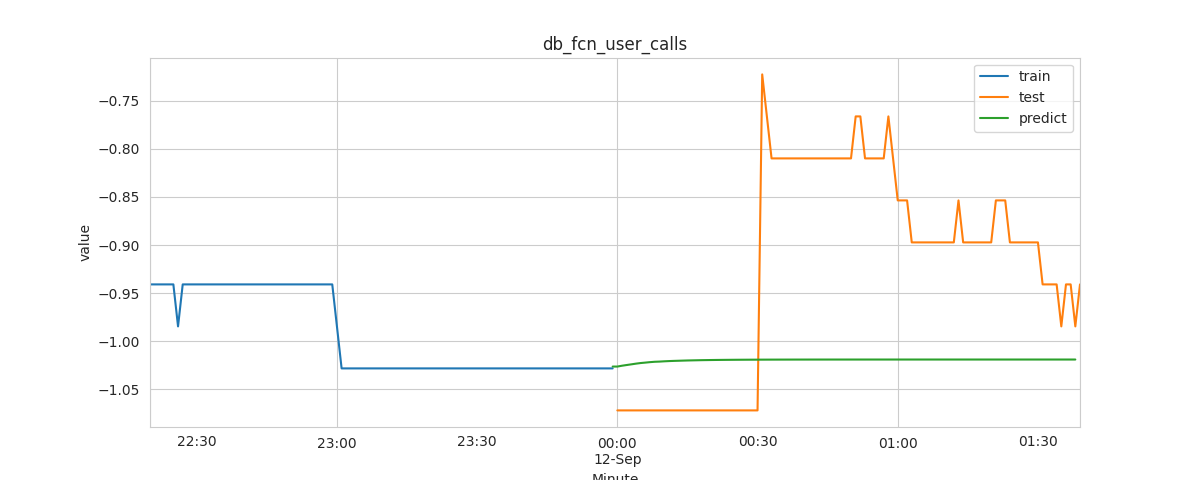 db_fcn_user_calls
train
test
predict
value
−0.75
−0.80
−0.85
−0.90
−0.95
−1.00
−1.05
22:30
23:00
23:30
00:00
00:30
01:00
01:30
12-Sep
Minute